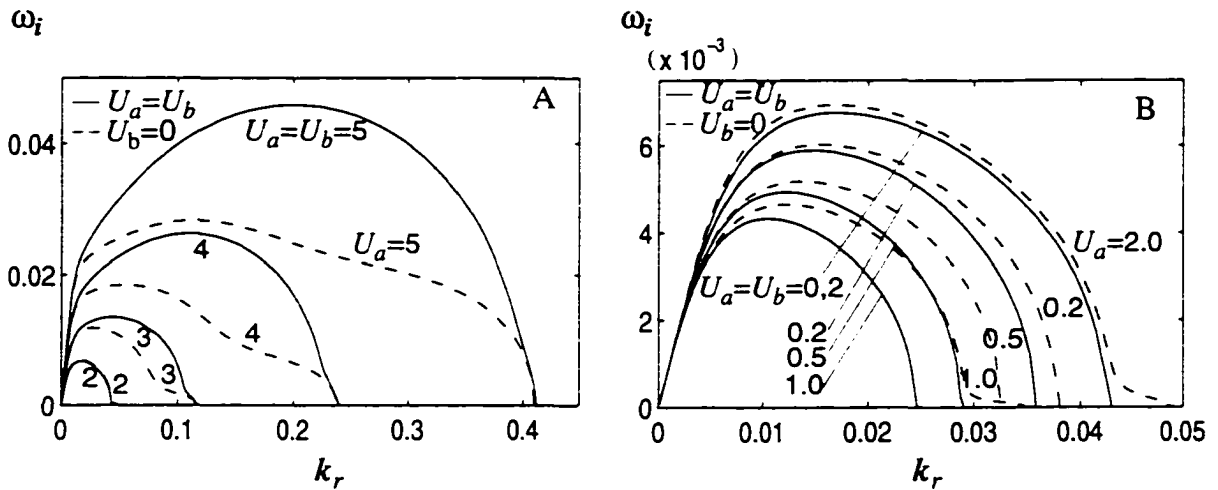 ωᵢ
A
— U_a=U_b
- - - U_b=0
U_a=U_b=5
0.04
U_a=5
4
0.02
4
3
3
2 2
0
0 0.1 0.2 0.3 0.4
k_r
ωᵢ
(x 10⁻³)
B
— U_a=U_b
- - - U_b=0
6
4
U_a=2.0
U_a=U_b=0,2
0.2
0.2
0.5
0.5
1.0
1.0
2
0
0 0.01 0.02 0.03 0.04 0.05
k_r